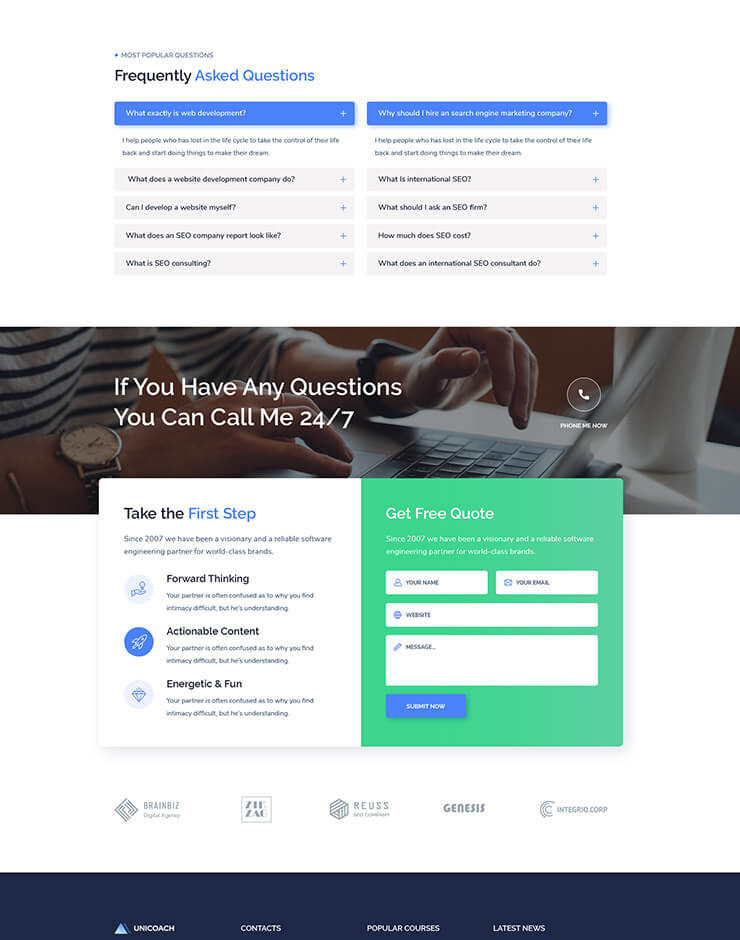 MOST POPULAR QUESTIONS
Frequently Asked Questions
What exactly is web development?
I help people who has lost in the life cycle to take the control of their life
back and start doing things to make their dream.
What does a website development company do?
Can I develop a website myself?
What does an SEO company report look like?
What is SEO consulting?
Why should I hire an search engine marketing company?
I help people who has lost in the life cycle to take the control of their life
back and start doing things to make their dream.
What Is international SEO?
What should I ask an SEO firm?
How much does SEO cost?
What does an international SEO consultant do?
If You Have Any Questions
You Can Call Me 24/7
PHONE ME NOW
Take the First Step
Since 2007 we have been a visionary and a reliable software
engineering partner for world-class brands.
Forward Thinking
Your partner is often confused as to why you find
intimacy difficult, but he's understanding.
Actionable Content
Your partner is often confused as to why you find
intimacy difficult, but he's understanding.
Energetic & Fun
Your partner is often confused as to why you find
intimacy difficult, but he's understanding.
Get Free Quote
Since 2007 we have been a visionary and a reliable software
engineering partner for world-class brands.
YOUR NAME
YOUR EMAIL
WEBSITE
MESSAGE...
SUBMIT NOW
BRAINBIZ
Digital Agency
ZIK
ZAG
REUSS
SEO COMPANY
GENESIS
INTEGRIO.CORP
UNICOACH
CONTACTS
POPULAR COURSES
LATEST NEWS